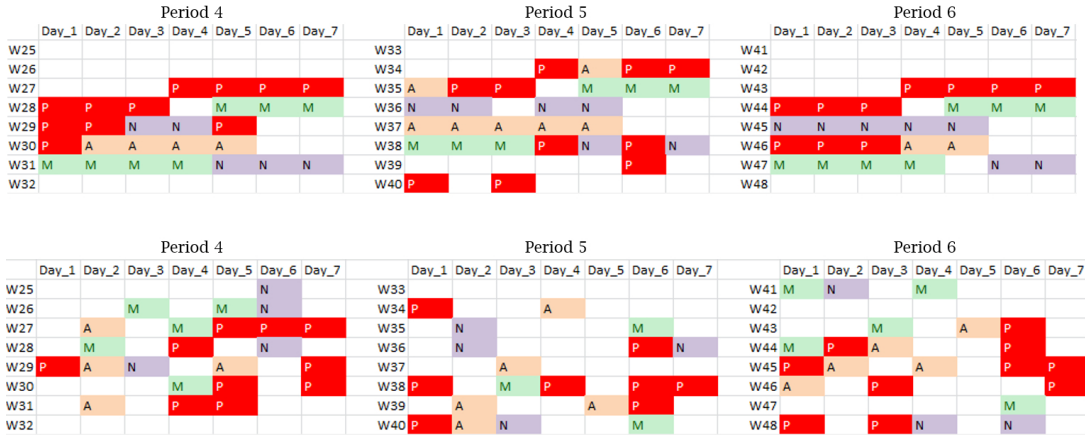 Period 4 Period 5 Period 6
Day_1 Day_2 Day_3 Day_4 Day_5 Day_6 Day_7 Day_1 Day_2 Day_3 Day_4 Day_5 Day_6 Day_7 Day_1 Day_2 Day_3 Day_4 Day_5 Day_6 Day_7
W25 W33 W41
W26 W34 P A P P W42
W27 P P P P W35 A P P M M M W43 P P P P
W28 P P P M M M W36 N N N N W44 P P P M M M
W29 P P N N P W37 A A A A A W45 N N N N N
W30 P A A A A W38 M M M P N P N W46 P P P A A
W31 M M M M N N N W39 P W47 M M M M N N
W32 W40 P P W48
Period 4 Period 5 Period 6
Day_1 Day_2 Day_3 Day_4 Day_5 Day_6 Day_7 Day_1 Day_2 Day_3 Day_4 Day_5 Day_6 Day_7 Day_1 Day_2 Day_3 Day_4 Day_5 Day_6 Day_7
W25 N W33 W41 M N M
W26 M M N W34 P A W42
W27 A M P P P W35 N M W43 M A P
W28 M P N W36 N P N W44 M P A P
W29 P A N A P W37 A W45 P A A P P
W30 M P P W38 P M P P P W46 A P P
W31 A P P W39 A A P W47 M
W32 W40 P A N M W48 P P N N